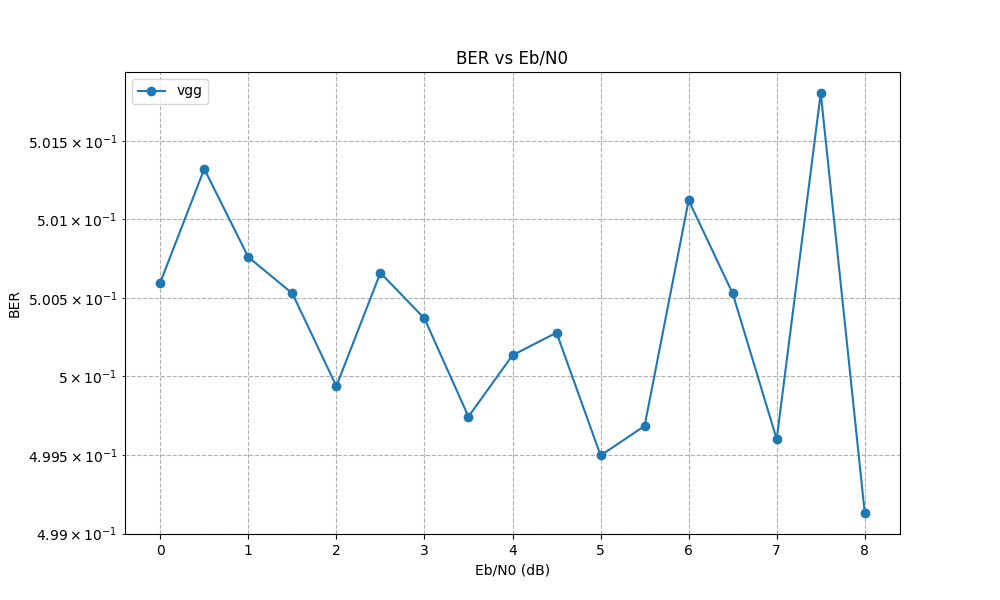 BER vs Eb/N0
vgg
5.015 × 10⁻¹
5.01 × 10⁻¹
5.005 × 10⁻¹
5 × 10⁻¹
4.995 × 10⁻¹
4.99 × 10⁻¹
BER
0 1 2 3 4 5 6 7 8
Eb/N0 (dB)